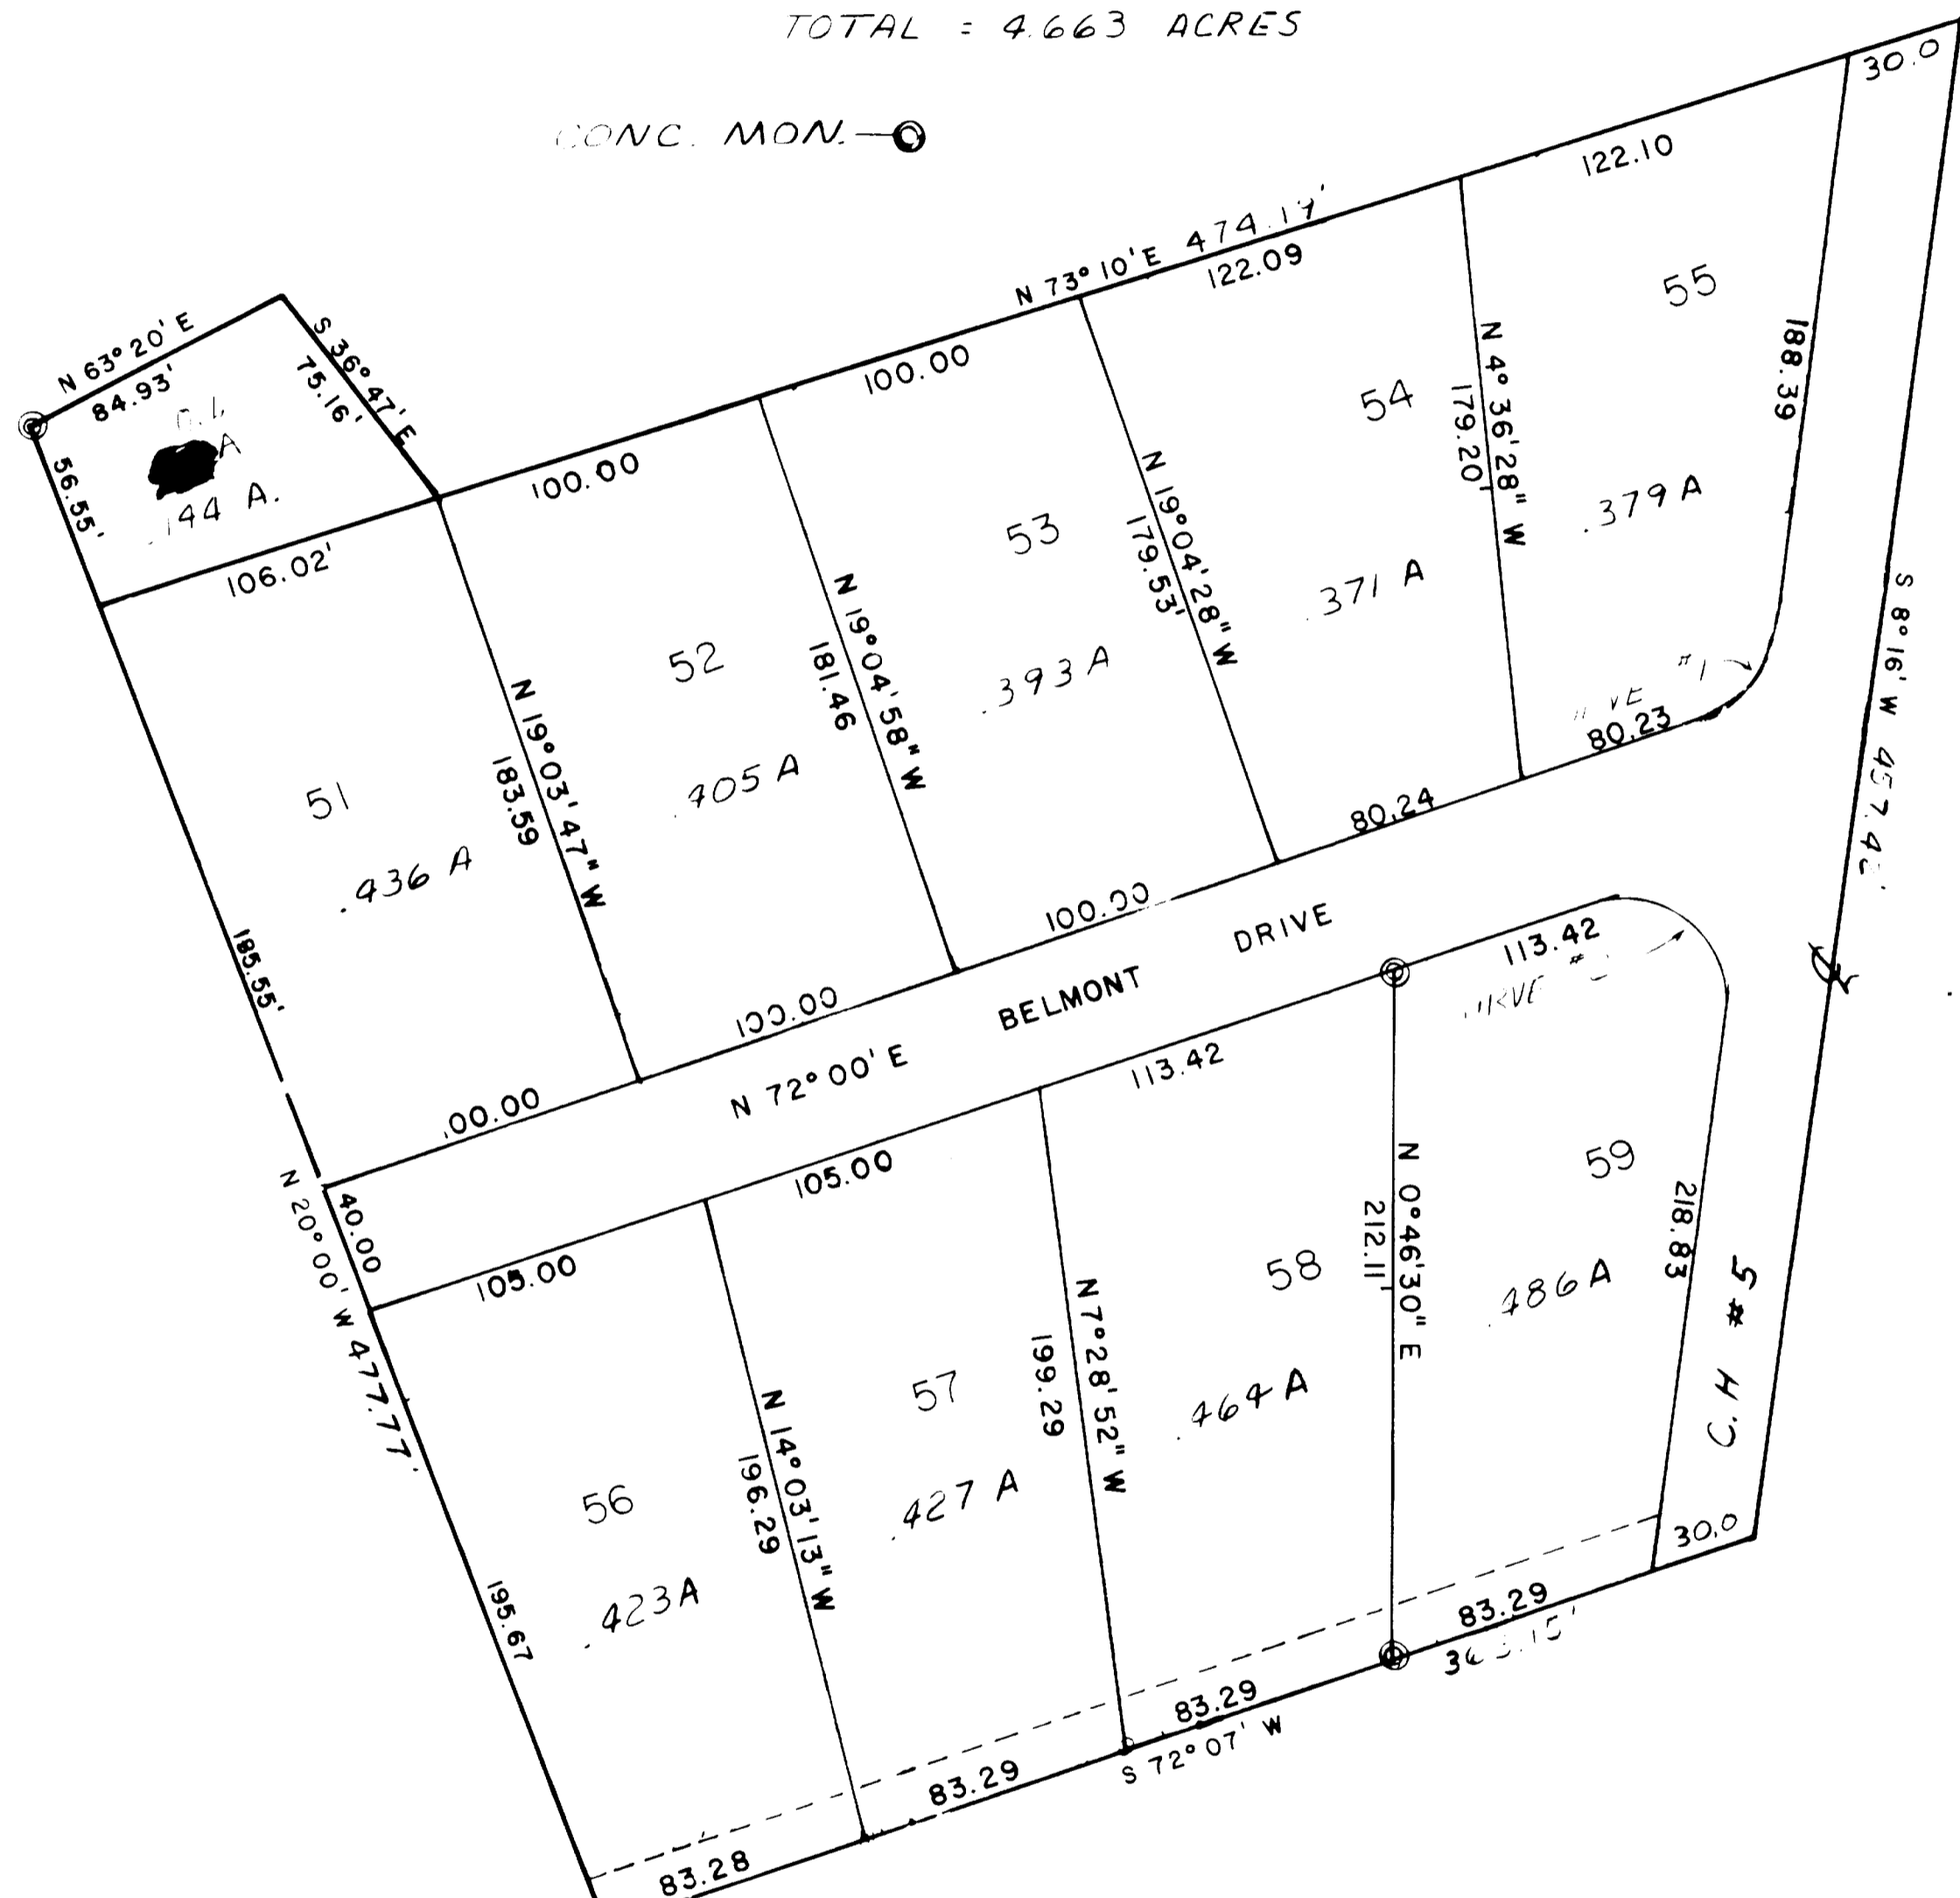 TOTAL = 4.663 ACRES
CONC. MON.
30.0
122.10
N 73° 10' E 474.19'
122.09
55
N 63° 20' E
84.93'
S 36° 47' E
75.16'
A
.144 A.
56.55'
106.02'
100.00
100.00
54
N 4° 36' 28" W
179.20'
188.39
.379 A
53
N 19° 04' 28" W
179.53'
.371 A
S 8° 16' W
52
N 19° 04' 58" W
181.46
.393 A
#1
80.23
51
N 19° 03' 47" W
183.59
.405 A
80.24
.436 A
185.55'
100.00
DRIVE
113.42
BELMONT
100.00
N 72° 00' E
113.42
00.00
59
N 0° 46' 30" E
212.11'
218.83
105.00
40.00
N 20° 00' W 477.77'
105.00
58
.486 A
C H #5
N 7° 28' 52" W
199.29
57
.464 A
N 14° 03' 13" W
196.29
.427 A
56
30.0
.423 A
195.67
83.29
83.29
S 72° 07' W
83.29
83.28